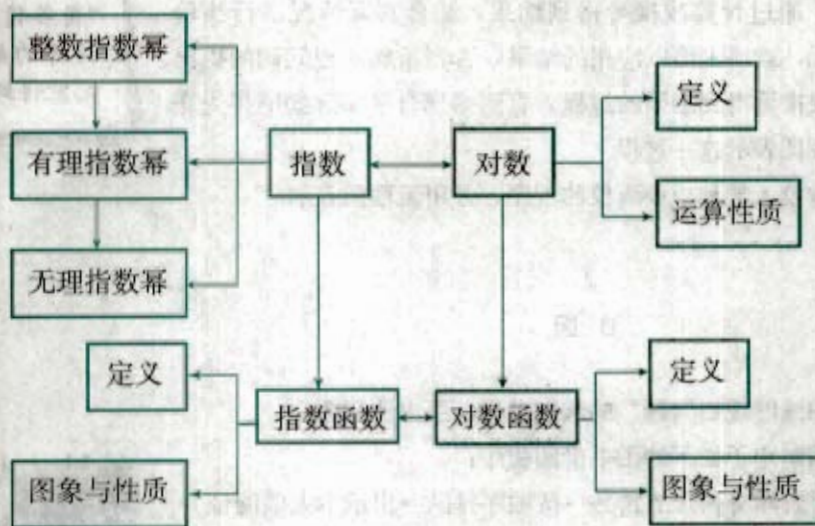 整数指数幂
定义
有理指数幂
指数
对数
运算性质
无理指数幂
定义
定义
指数函数
对数函数
图象与性质
图象与性质